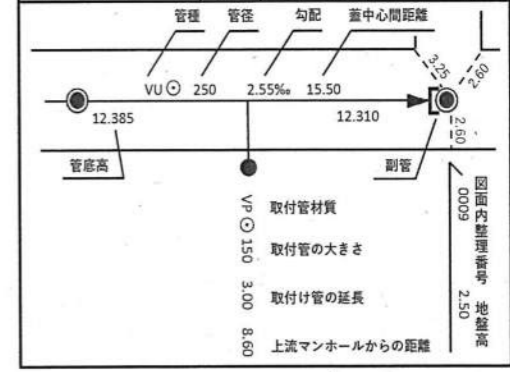 管種 管径 勾配 蓋中心間距離
VU⊙ 250 2.55‰ 15.50
3.25
2.60
12.385
12.310
2.60
管底高
副管
VP⊙ 取付管材質
150 取付管の大きさ
3.00 取付け管の延長
8.60 上流マンホールからの距離
図面内整理番号 地盤高
0009 2.50